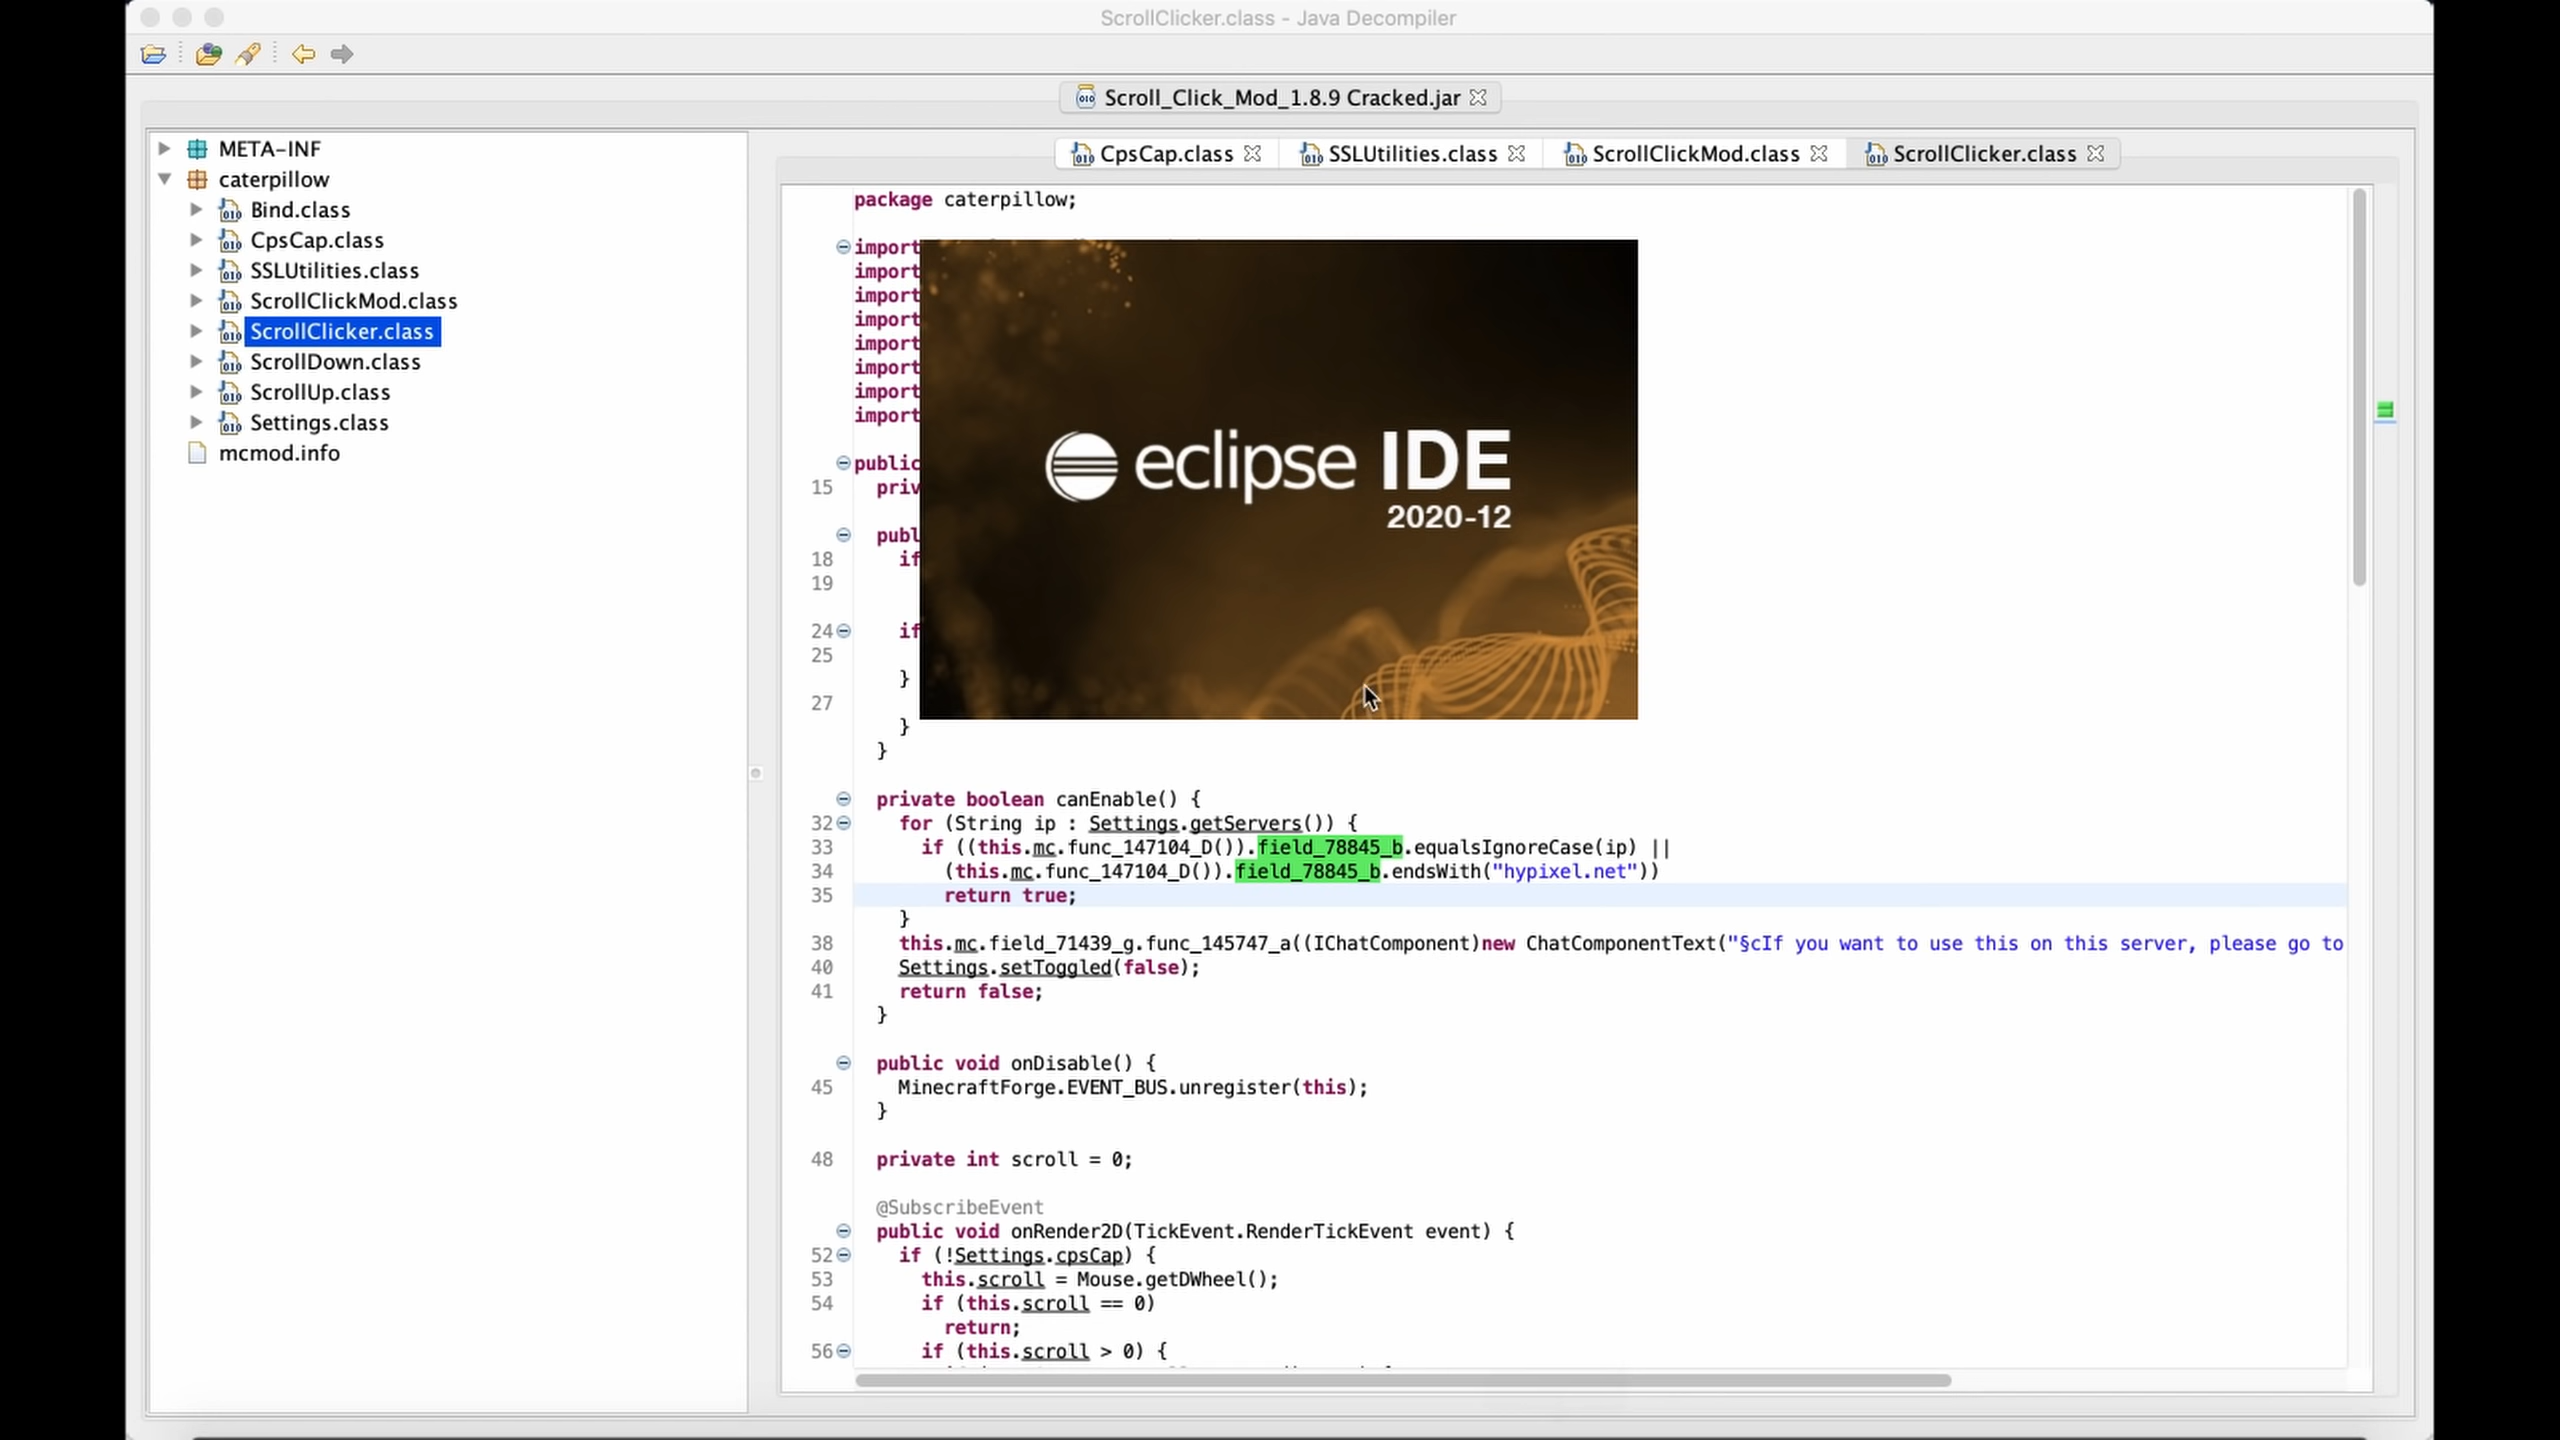 ScrollClicker.class - Java Decompiler
Scroll_Click_Mod_1.8.9 Cracked.jar
META-INF
caterpillow
Bind.class
CpsCap.class
SSLUtilities.class
ScrollClickMod.class
ScrollClicker.class
ScrollDown.class
ScrollUp.class
Settings.class
mcmod.info
CpsCap.class
SSLUtilities.class
ScrollClickMod.class
ScrollClicker.class
package caterpillow;
import
import
import
import
import
import
import
import
public
15 priv
publ
18 if
19
24 if
25
}
27
}
}
eclipse IDE
2020-12
private boolean canEnable() {
32 for (String ip : Settings.getServers()) {
33 if ((this.mc.func_147104_D()).field_78845_b.equalsIgnoreCase(ip) ||
34 (this.mc.func_147104_D()).field_78845_b.endsWith("hypixel.net"))
35 return true;
}
38 this.mc.field_71439_g.func_145747_a((IChatComponent)new ChatComponentText("§cIf you want to use this on this server, please go to
40 Settings.setToggled(false);
41 return false;
}
public void onDisable() {
45 MinecraftForge.EVENT_BUS.unregister(this);
}
48 private int scroll = 0;
@SubscribeEvent
public void onRender2D(TickEvent.RenderTickEvent event) {
52 if (!Settings.cpsCap) {
53 this.scroll = Mouse.getDWheel();
54 if (this.scroll == 0)
return;
56 if (this.scroll > 0) {